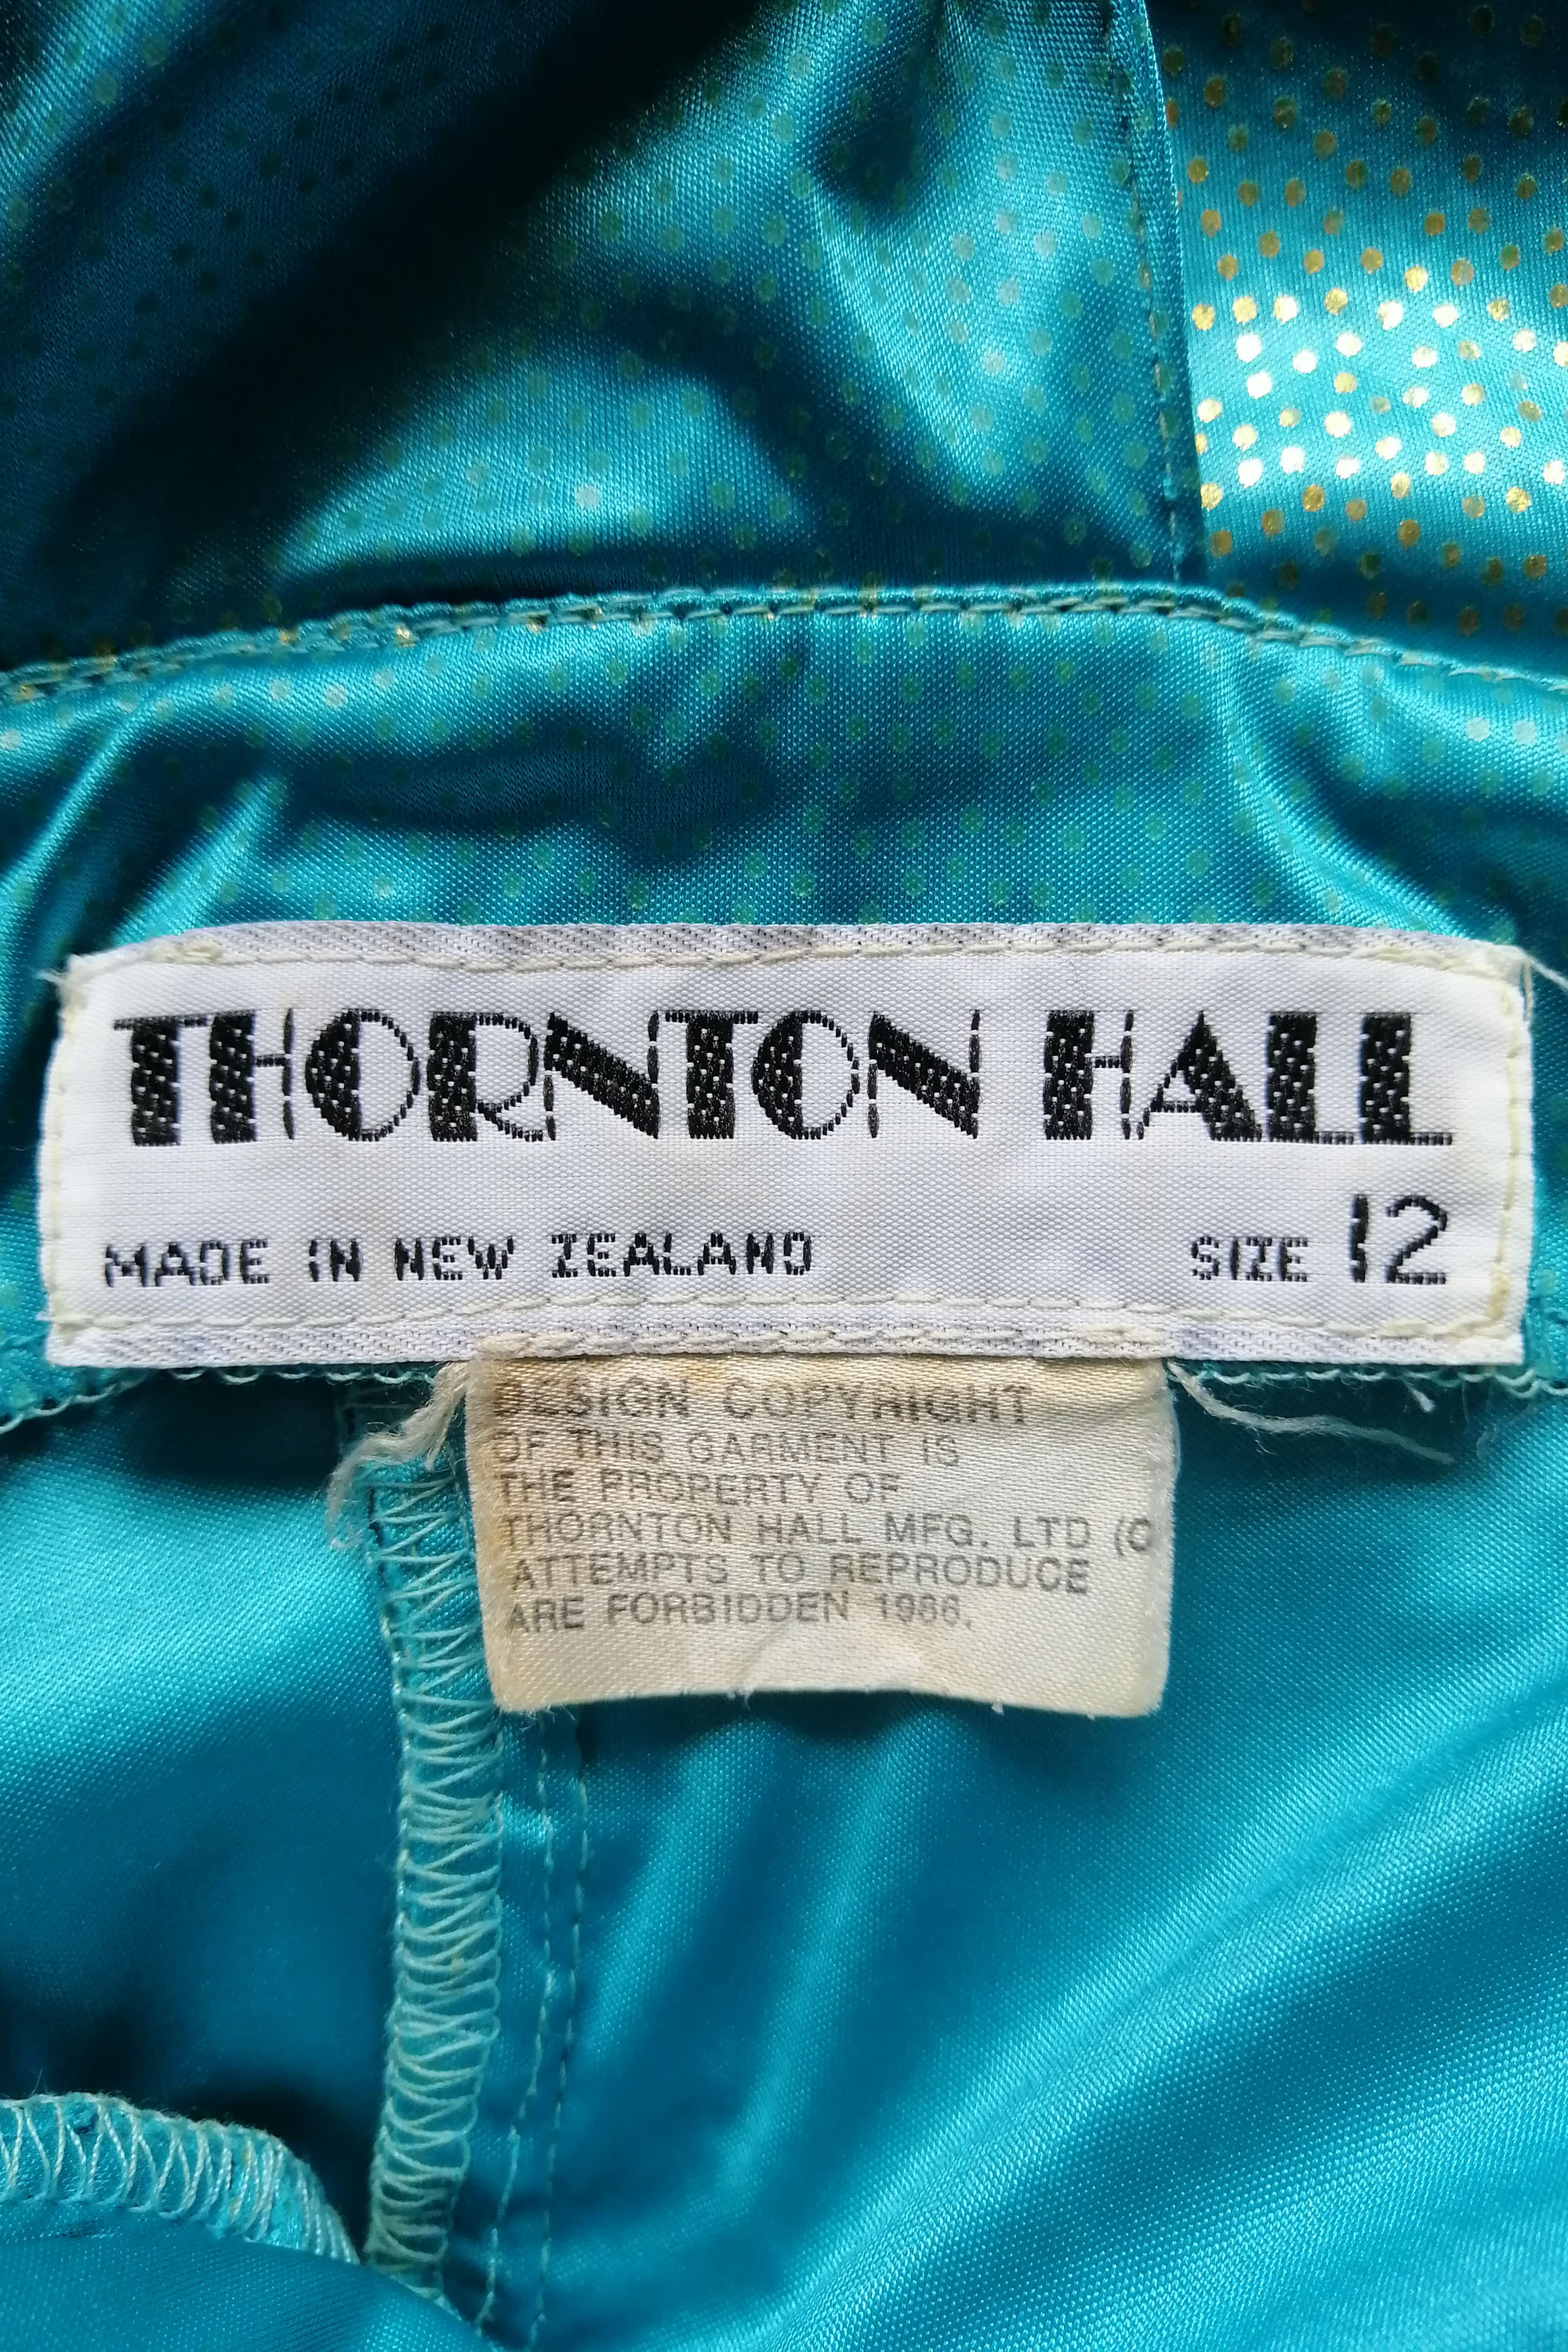 THORNTON HALL
MADE IN NEW ZEALAND SIZE 12
DESIGN COPYRIGHT
OF THIS GARMENT IS
THE PROPERTY OF
THORNTON HALL MFG. LTD (C
ATTEMPTS TO REPRODUCE
ARE FORBIDDEN 1986.